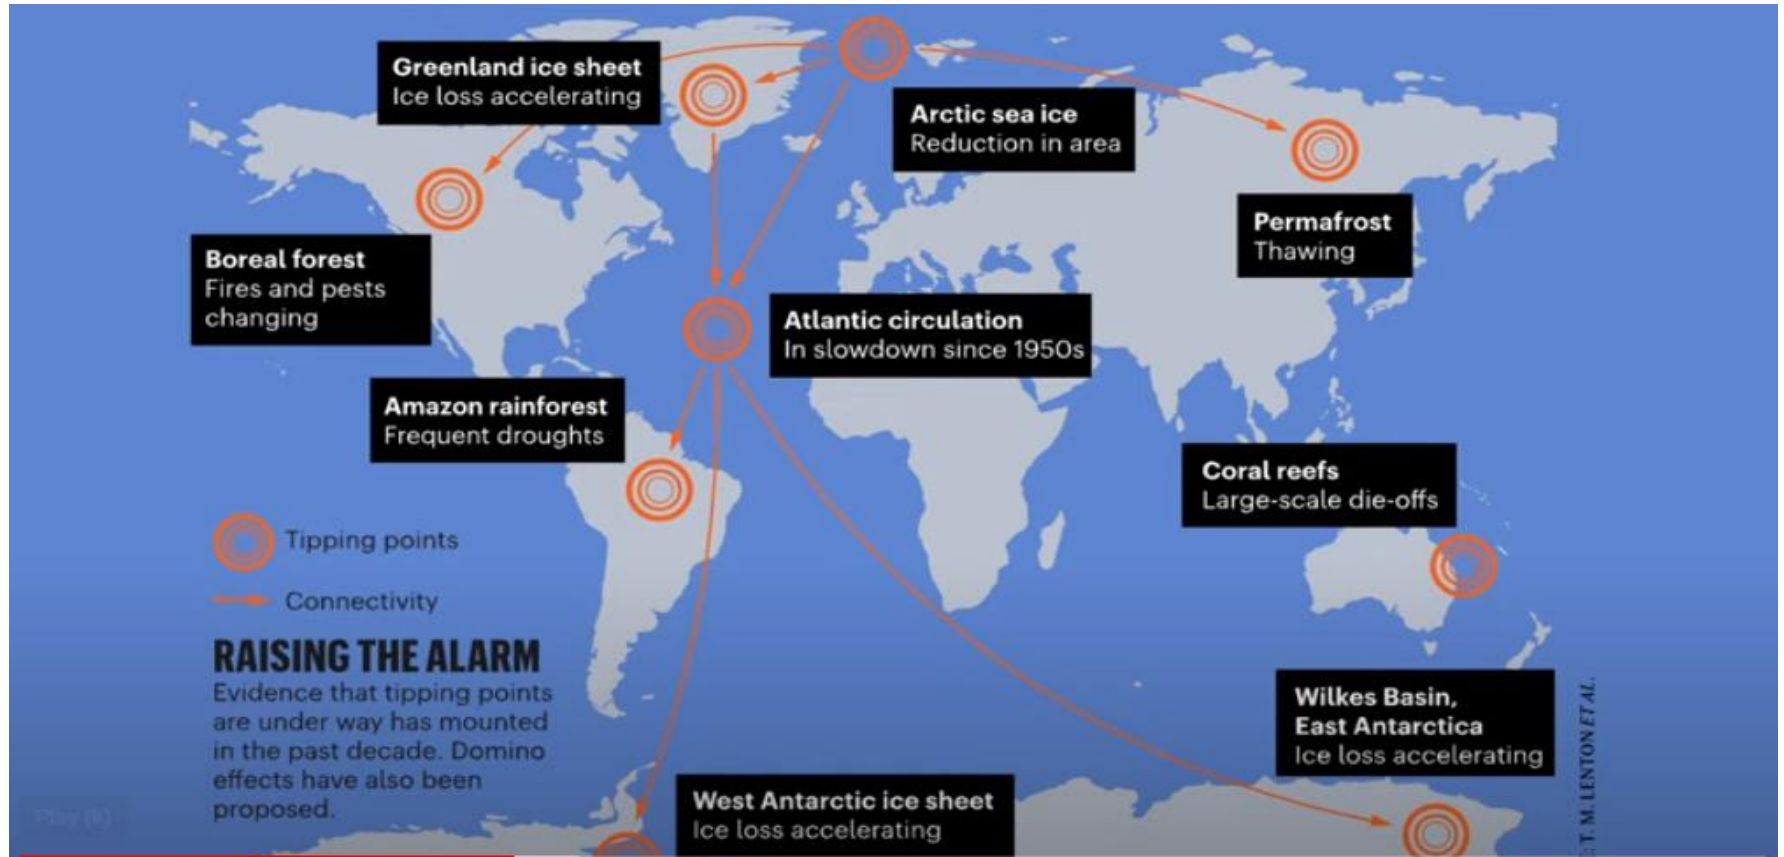 Greenland ice sheet
Ice loss accelerating
Arctic sea ice
Reduction in area
Permafrost
Thawing
Boreal forest
Fires and pests
changing
Atlantic circulation
In slowdown since 1950s
Amazon rainforest
Frequent droughts
Coral reefs
Large-scale die-offs
Tipping points
Connectivity
RAISING THE ALARM
Evidence that tipping points
are under way has mounted
in the past decade. Domino
effects have also been
proposed.
Wilkes Basin,
East Antarctica
Ice loss accelerating
West Antarctic ice sheet
Ice loss accelerating
: T. M. LENTON ET AL.
Play (k)